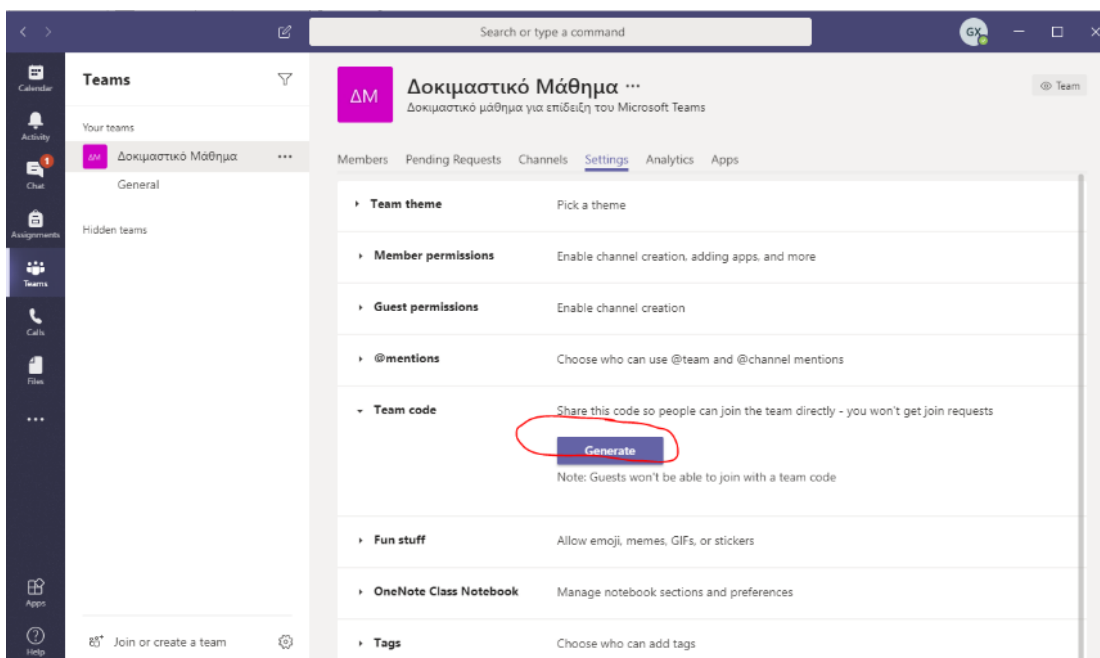 Search or type a command
GX
Calendar
Activity
Chat
1
Assignments
Teams
Calls
Files
Apps
Help
Teams
Your teams
ΔΜ Δοκιμαστικό Μάθημα
General
Hidden teams
Join or create a team
ΔΜ
Δοκιμαστικό Μάθημα
Δοκιμαστικό μάθημα για επίδειξη του Microsoft Teams
Team
Members Pending Requests Channels Settings Analytics Apps
Team theme Pick a theme
Member permissions Enable channel creation, adding apps, and more
Guest permissions Enable channel creation
@mentions Choose who can use @team and @channel mentions
Team code Share this code so people can join the team directly - you won't get join requests
Generate
Note: Guests won't be able to join with a team code
Fun stuff Allow emoji, memes, GIFs, or stickers
OneNote Class Notebook Manage notebook sections and preferences
Tags Choose who can add tags